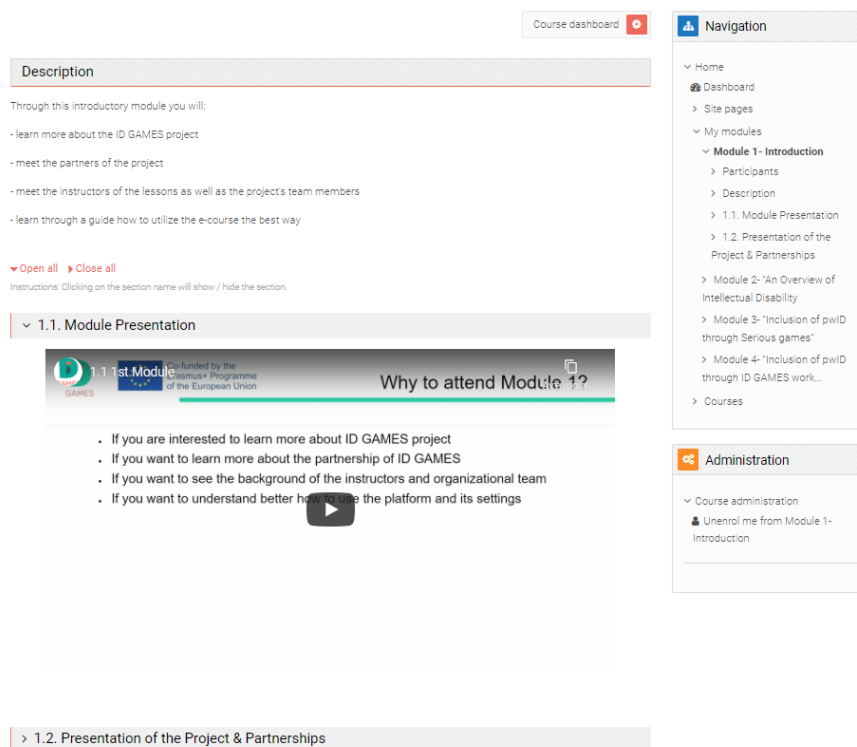 Course dashboard
Description
Through this introductory module you will:
- learn more about the ID GAMES project
- meet the partners of the project
- meet the instructors of the lessons as well as the project's team members
- learn through a guide how to utilize the e-course the best way
Open all Close all
Instructions: Clicking on the section name will show / hide the section.
1.1. Module Presentation
1.1 1st Module
Co-funded by the
Erasmus+ Programme
of the European Union
GAMES
Why to attend Module 1?
If you are interested to learn more about ID GAMES project
If you want to learn more about the partnership of ID GAMES
If you want to see the background of the instructors and organizational team
If you want to understand better how to use the platform and its settings
1.2. Presentation of the Project & Partnerships
Navigation
Home
Dashboard
Site pages
My modules
Module 1- Introduction
Participants
Description
1.1. Module Presentation
1.2. Presentation of the
Project & Partnerships
Module 2- "An Overview of
Intellectual Disability
Module 3- "Inclusion of pwID
through Serious games"
Module 4- "Inclusion of pwID
through ID GAMES work...
Courses
Administration
Course administration
Unenrol me from Module 1-
Introduction